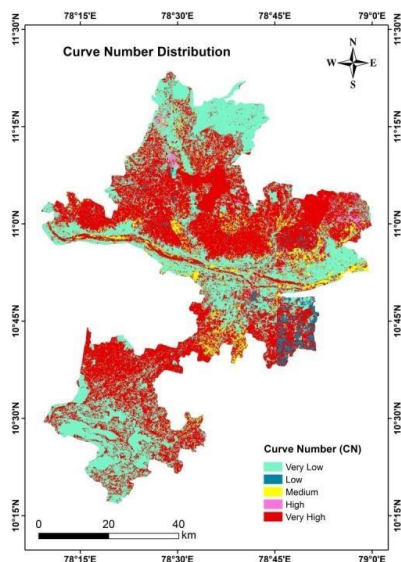 78°15'E 78°30'E 78°45'E 79°0'E
Curve Number Distribution
N
W E
S
11°30'N
11°15'N
11°0'N
10°45'N
10°30'N
10°15'N
11°30'N
11°15'N
11°0'N
10°45'N
10°30'N
10°15'N
Curve Number (CN)
Very Low
Low
Medium
High
Very High
0 20 40
km
78°15'E 78°30'E 78°45'E 79°0'E